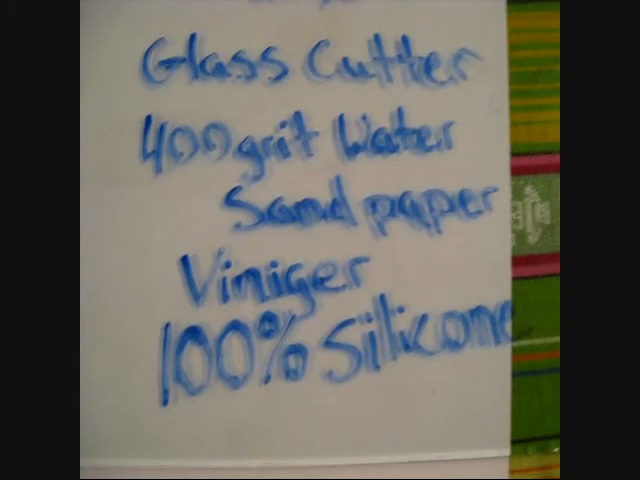 Glass Cutter
400grit Water
Sand paper
Viniger
100% Silicone